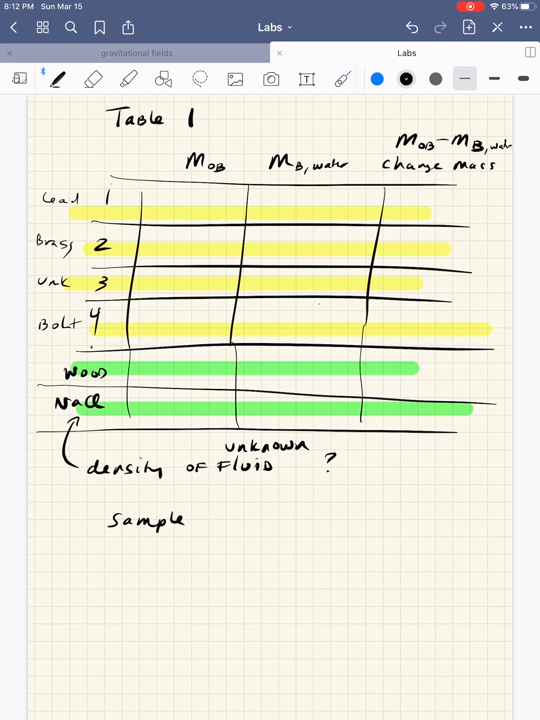 8:12 PM Sun Mar 15
63%
Labs
gravitational fields
Labs
Table 1
MOB MB, water MOB - MB, water
change mass
Lead 1
Brass 2
Unk 3
Bolt 4
Wood
Nacl
density of unknown Fluid ?
Sample